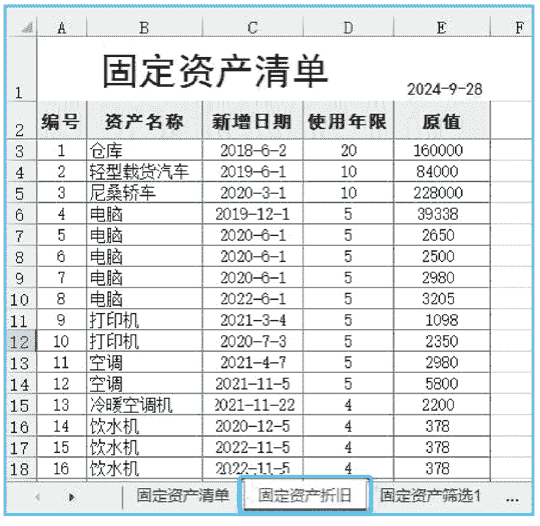 A B C D E F
1 固定资产清单 2024-9-28
2 编号 资产名称 新增日期 使用年限 原值
3 1 仓库 2018-6-2 20 160000
4 2 轻型载货汽车 2019-6-1 10 84000
5 3 尼桑轿车 2020-3-1 10 228000
6 4 电脑 2019-12-1 5 39338
7 5 电脑 2020-6-1 5 2650
8 6 电脑 2020-6-1 5 2500
9 7 电脑 2020-6-1 5 2980
10 8 电脑 2022-6-1 5 3205
11 9 打印机 2021-3-4 5 1098
12 10 打印机 2020-7-3 5 2350
13 11 空调 2021-4-7 5 2980
14 12 空调 2021-11-5 5 5800
15 13 冷暖空调机 2021-11-22 4 2200
16 14 饮水机 2020-12-5 4 378
17 15 饮水机 2022-11-5 4 378
18 16 饮水机 2022-11-5 4 378
固定资产清单 固定资产折旧 固定资产筛选1 ...